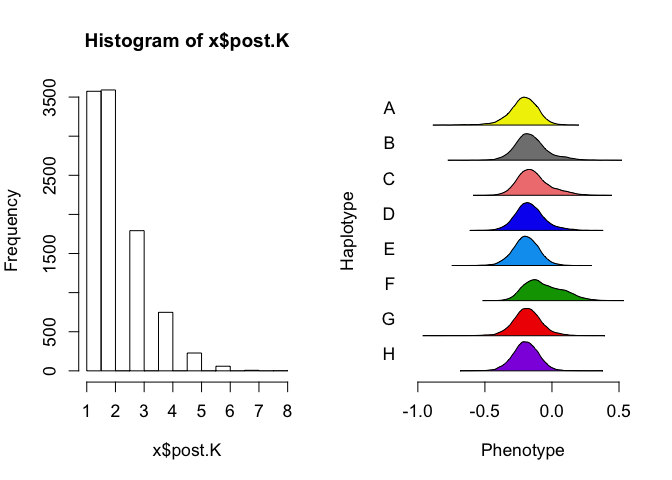 Histogram of x$post.K
Frequency
0
500
1500
2500
3500
1 2 3 4 5 6 7 8
x$post.K
Haplotype
A
B
C
D
E
F
G
H
-1.0 -0.5 0.0 0.5
Phenotype